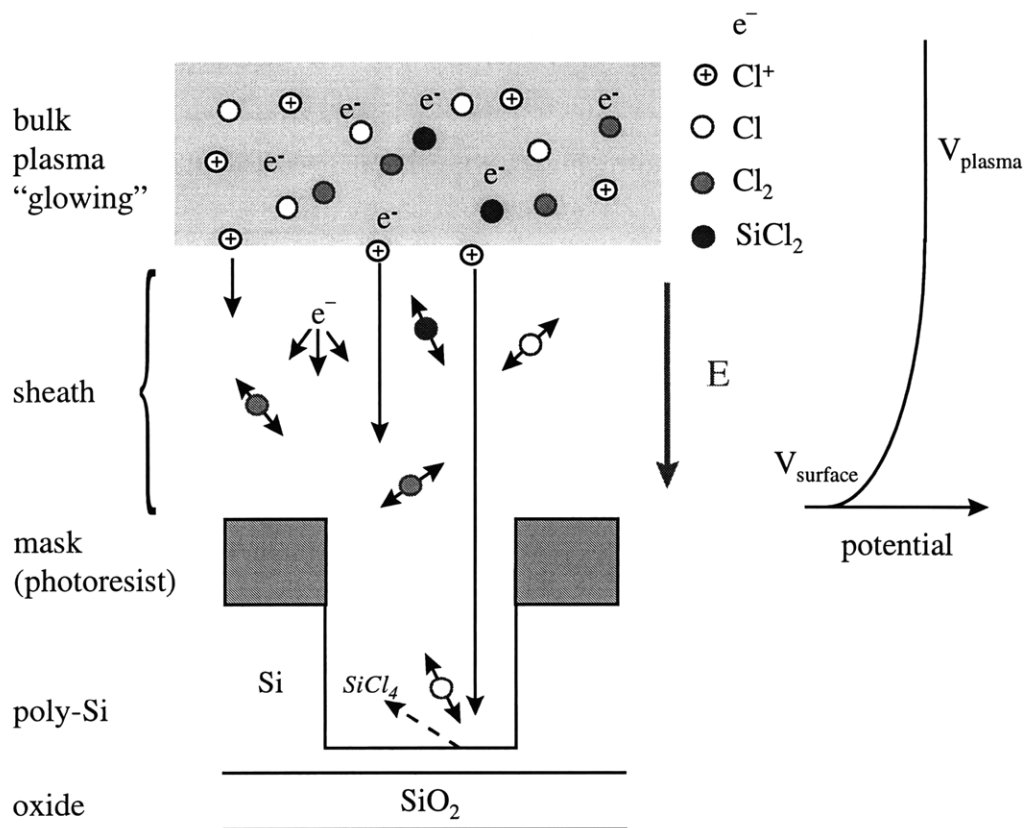 bulk
plasma
“glowing”
e⁻
e⁻
e⁻
e⁻
e⁻
e⁻
e⁻
Cl⁺
Cl
Cl₂
SiCl₂
V_plasma
sheath
e⁻
E
V_surface
potential
mask
(photoresist)
Si
SiCl₄
poly-Si
oxide
SiO₂